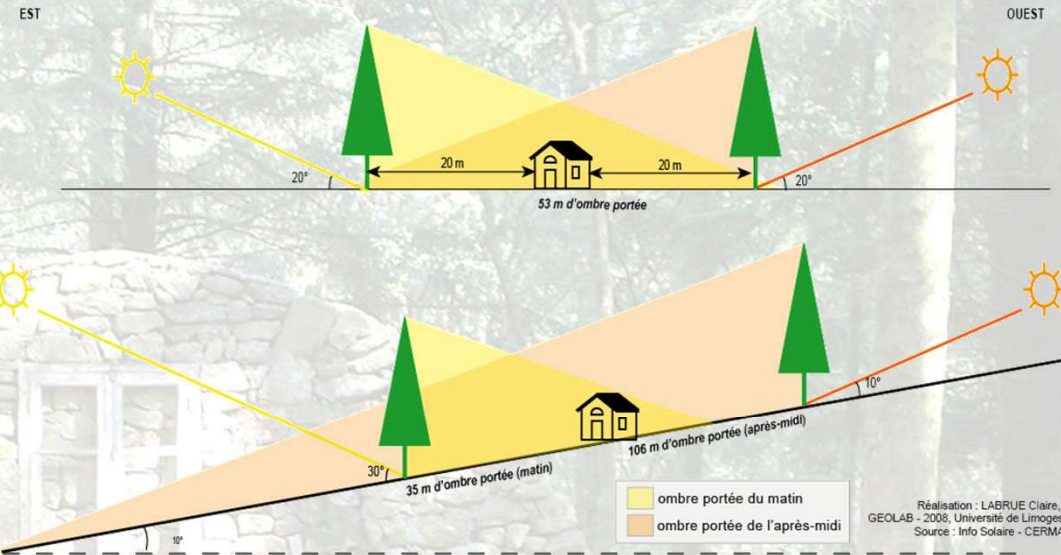 EST
OUEST
20 m
20 m
20°
20°
53 m d'ombre portée
10°
106 m d'ombre portée (après-midi)
30°
35 m d'ombre portée (matin)
10°
ombre portée du matin
ombre portée de l'après-midi
Réalisation : LABRUE Claire,
GEOLAB - 2008, Université de Limoges
Source : Info Solaire - CERMA